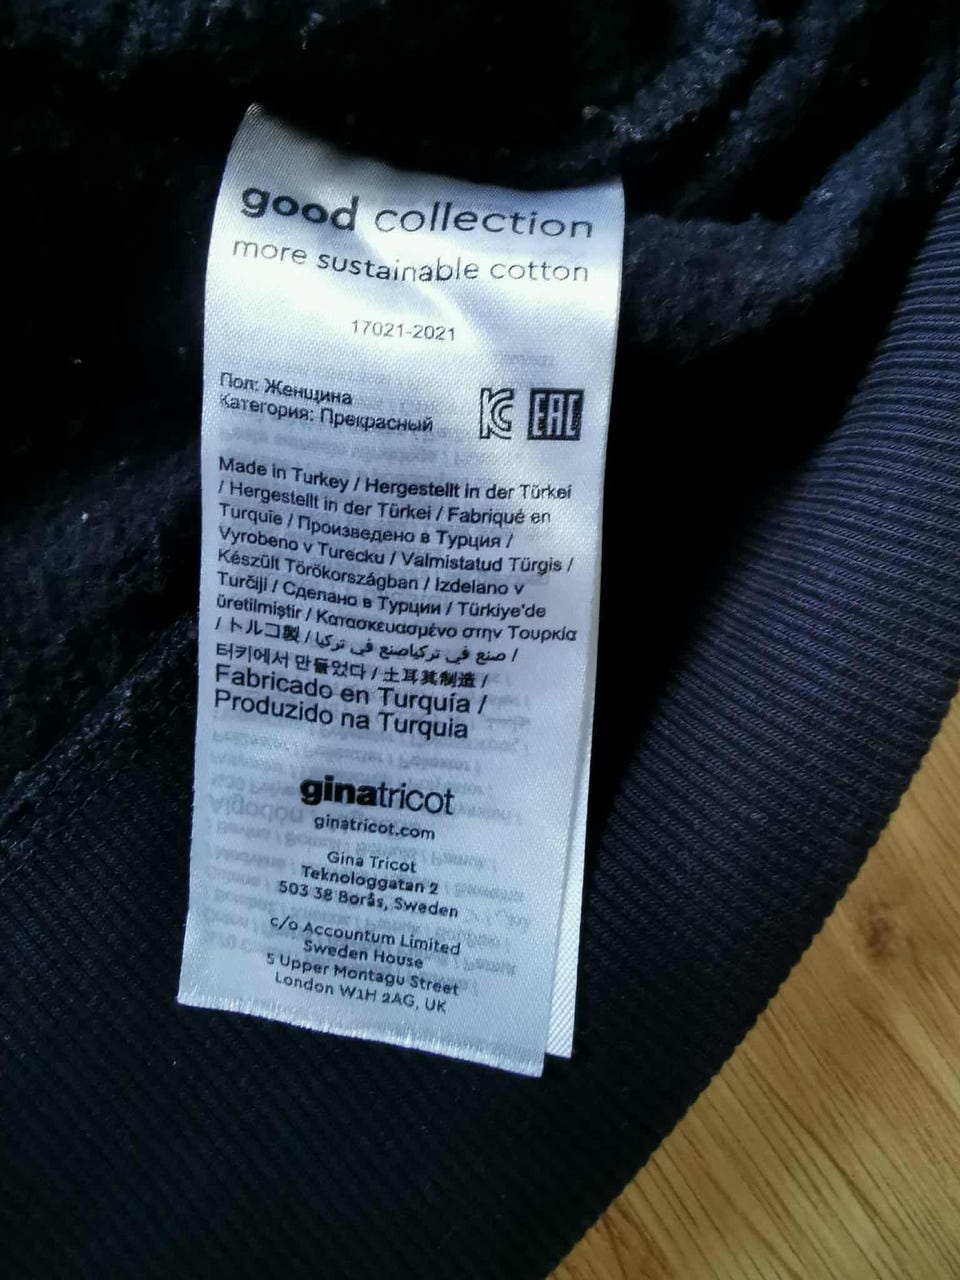 good collection
more sustainable cotton
17021-2021
Пол: Женщина
Категория: Прекрасный
EAC
Made in Turkey / Hergestellt in der Türkei
/ Hergestellt in der Türkei / Fabriqué en
Turquie / Произведено в Турция /
Vyrobeno v Turecku / Valmistatud Türgis /
Készült Törökországban / Izdelano v
Turčiji / Сделано в Турции / Türkiye'de
üretilmiştir / Κατασκευασμένο στην Τουρκία
/ トルコ製 / صنع في تركياصنع في تركيا /
터키에서 만들었다 / 土耳其制造 /
Fabricado en Turquía /
Produzido na Turquia
ginatricot
ginatricot.com
Gina Tricot
Teknologgatan 2
503 38 Borås, Sweden
c/o Accountum Limited
Sweden House
5 Upper Montagu Street
London W1H 2AG, UK